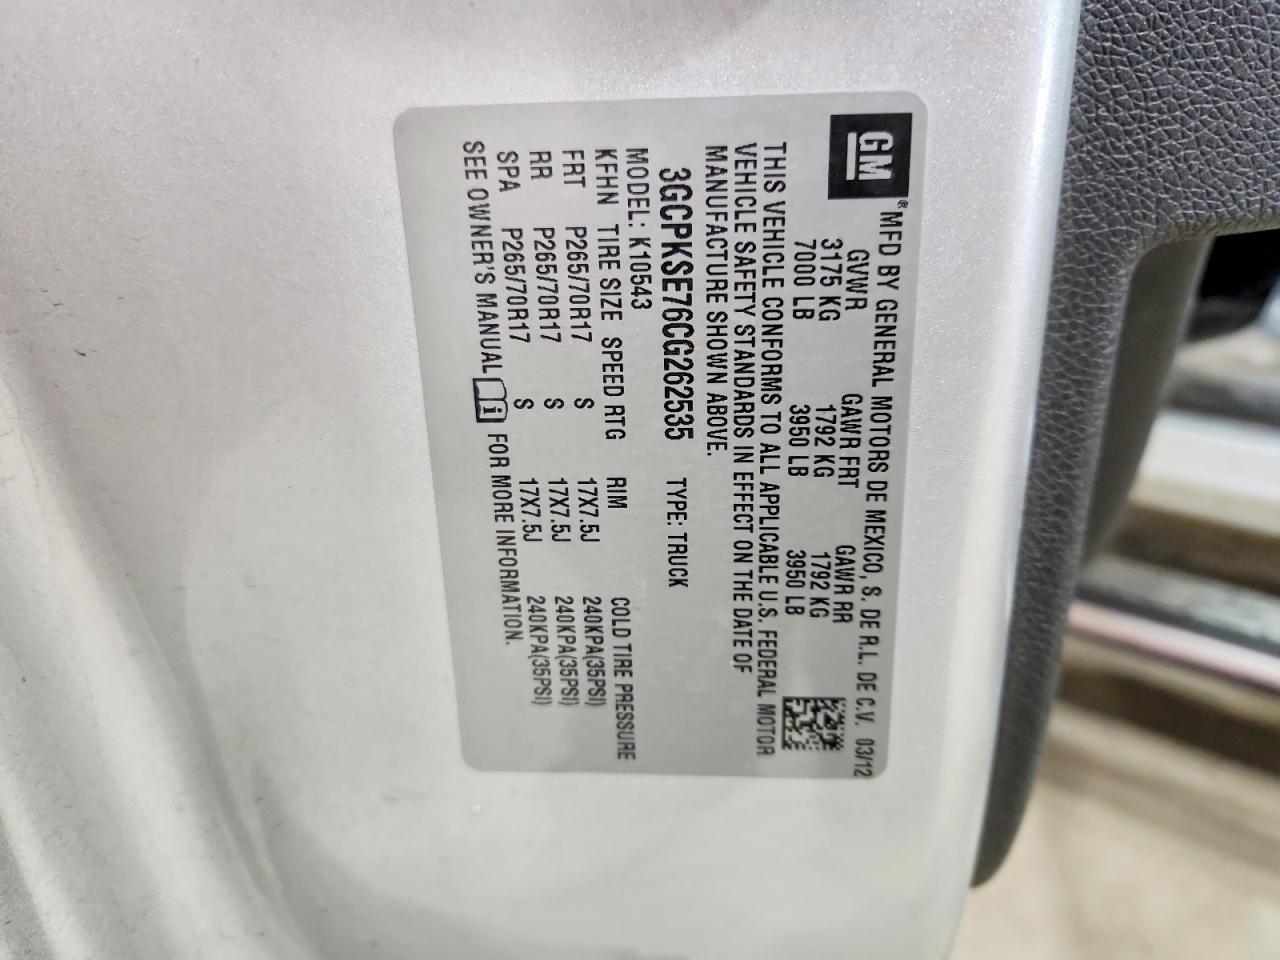 GM ® MFD BY GENERAL MOTORS DE MEXICO, S. DE R.L. DE C.V. 03/12
GVWR GAWR FRT GAWR RR
3175 KG 1792 KG 1792 KG
7000 LB 3950 LB 3950 LB
THIS VEHICLE CONFORMS TO ALL APPLICABLE U.S. FEDERAL MOTOR
VEHICLE SAFETY STANDARDS IN EFFECT ON THE DATE OF
MANUFACTURE SHOWN ABOVE.
3GCPKSE76CG262535 TYPE: TRUCK
MODEL: K10543
KFHN TIRE SIZE SPEED RTG RIM COLD TIRE PRESSURE
FRT P265/70R17 S 17X7.5J 240KPA(35PSI)
RR P265/70R17 S 17X7.5J 240KPA(35PSI)
SPA P265/70R17 S 17X7.5J 240KPA(35PSI)
SEE OWNER'S MANUAL i FOR MORE INFORMATION.